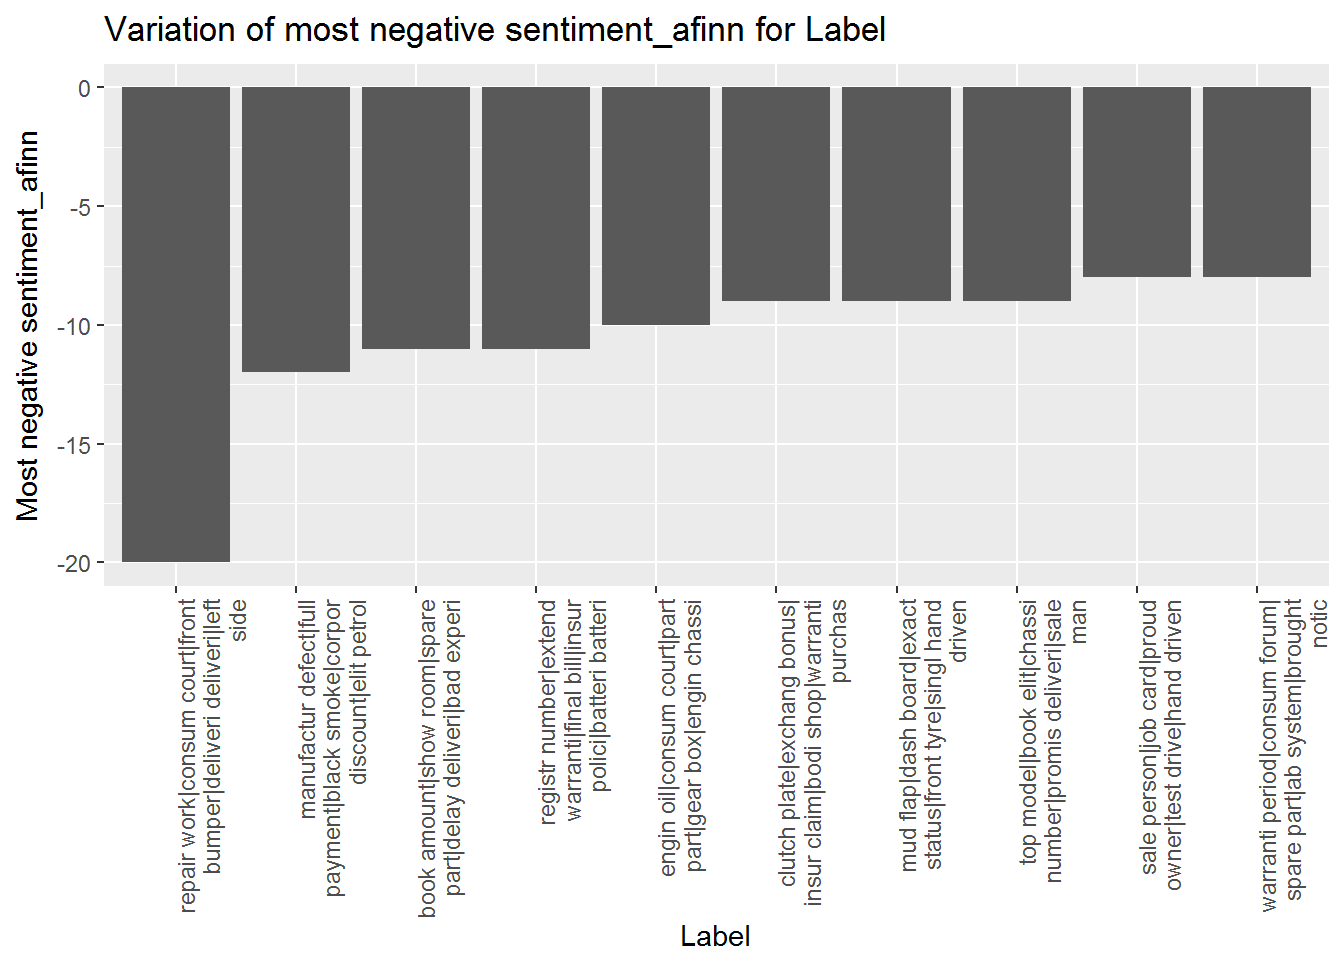 Variation of most negative sentiment_afinn for Label
Most negative sentiment_afinn
0
-5
-10
-15
-20
repair work|consum court|front
bumper|deliveri deliveri|left
side
manufactur defect|full
payment|black smoke|corpor
discount|elit petrol
book amount|show room|spare
part|delay deliveri|bad experi
registr number|extend
warranti|final bill|insur
polici|batteri batteri
engin oil|consum court|part
part|gear box|engin chassi
clutch plate|exchang bonus|
insur claim|bodi shop|warranti
purchas
mud flap|dash board|exact
status|front tyre|singl hand
driven
top model|book elit|chassi
number|promis deliveri|sale
man
sale person|job card|proud
owner|test drive|hand driven
warranti period|consum forum|
spare part|ab system|brought
notic
Label